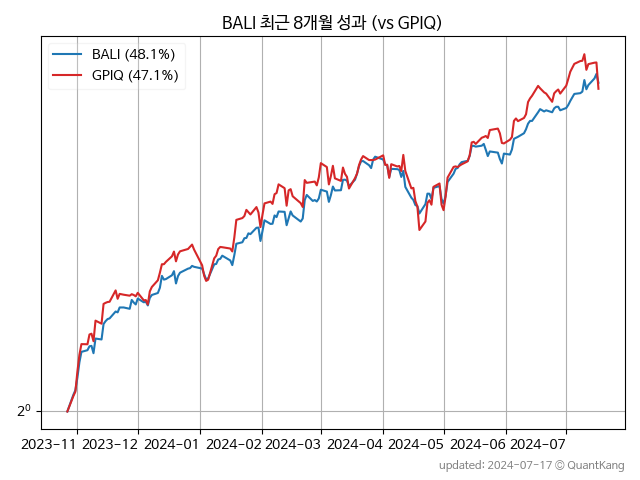 BALI 최근 8개월 성과 (vs GPIQ)
BALI (48.1%)
GPIQ (47.1%)
2⁰
2023-11 2023-12 2024-01 2024-02 2024-03 2024-04 2024-05 2024-06 2024-07
updated: 2024-07-17 © QuantKang